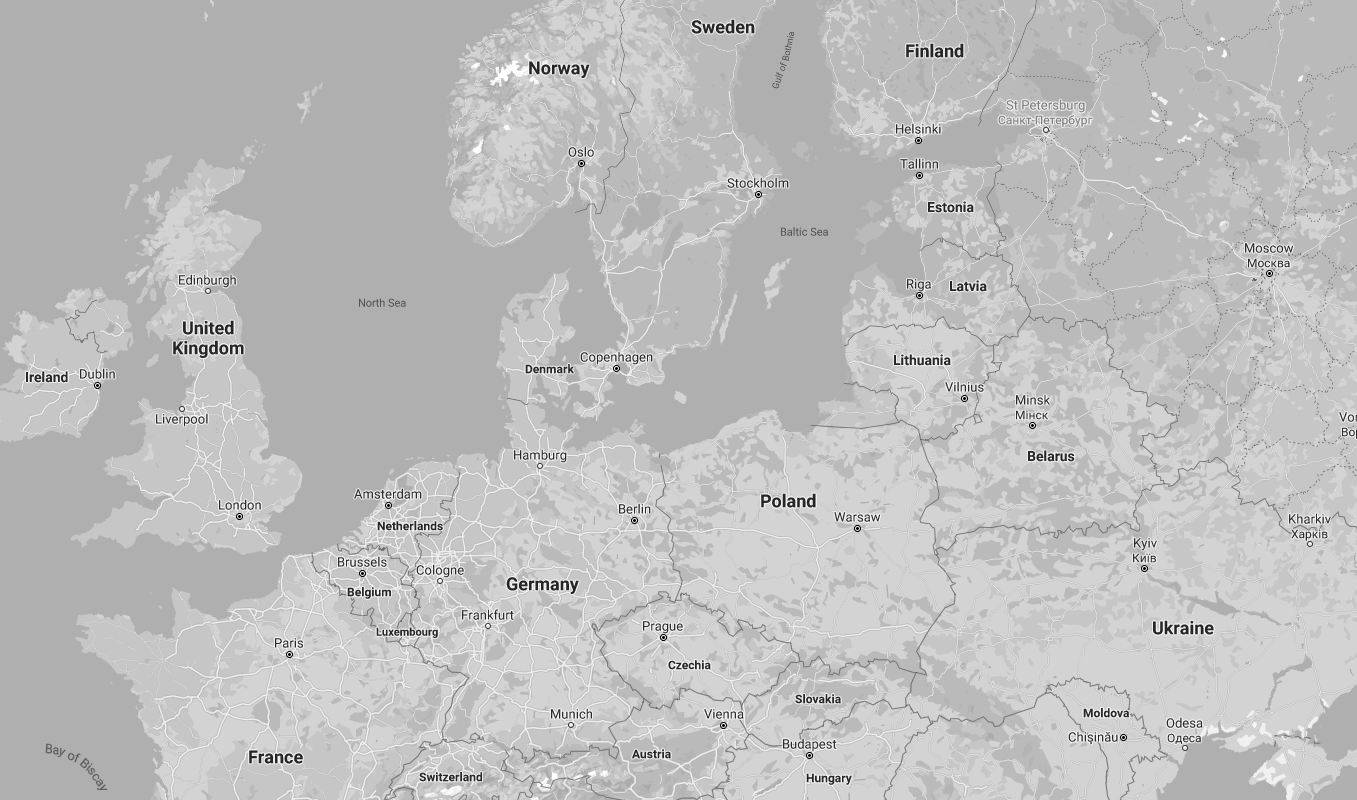 Sweden
Finland
Norway
Gulf of Bothnia
St Petersburg
Санкт-Петербург
Helsinki
Oslo
Tallinn
Stockholm
Estonia
Baltic Sea
Moscow
Москва
Edinburgh
Riga
Latvia
North Sea
United
Kingdom
Copenhagen
Lithuania
Denmark
Ireland
Dublin
Vilnius
Minsk
Мінск
Liverpool
Belarus
Hamburg
Amsterdam
Poland
London
Berlin
Warsaw
Netherlands
Kharkiv
Харків
Kyiv
Київ
Brussels
Cologne
Germany
Belgium
Frankfurt
Luxembourg
Prague
Ukraine
Paris
Czechia
Slovakia
Munich
Vienna
Moldova
Chișinău
Odesa
Одеса
Budapest
Bay of Biscay
France
Austria
Switzerland
Hungary